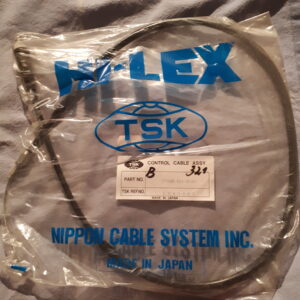 HI-LEX
TSK
TSK
CONTROL CABLE ASSY.
PART NO.
B 321
TSK REF.NO.
MADE IN JAPAN
NIPPON CABLE SYSTEM INC.
MADE IN JAPAN